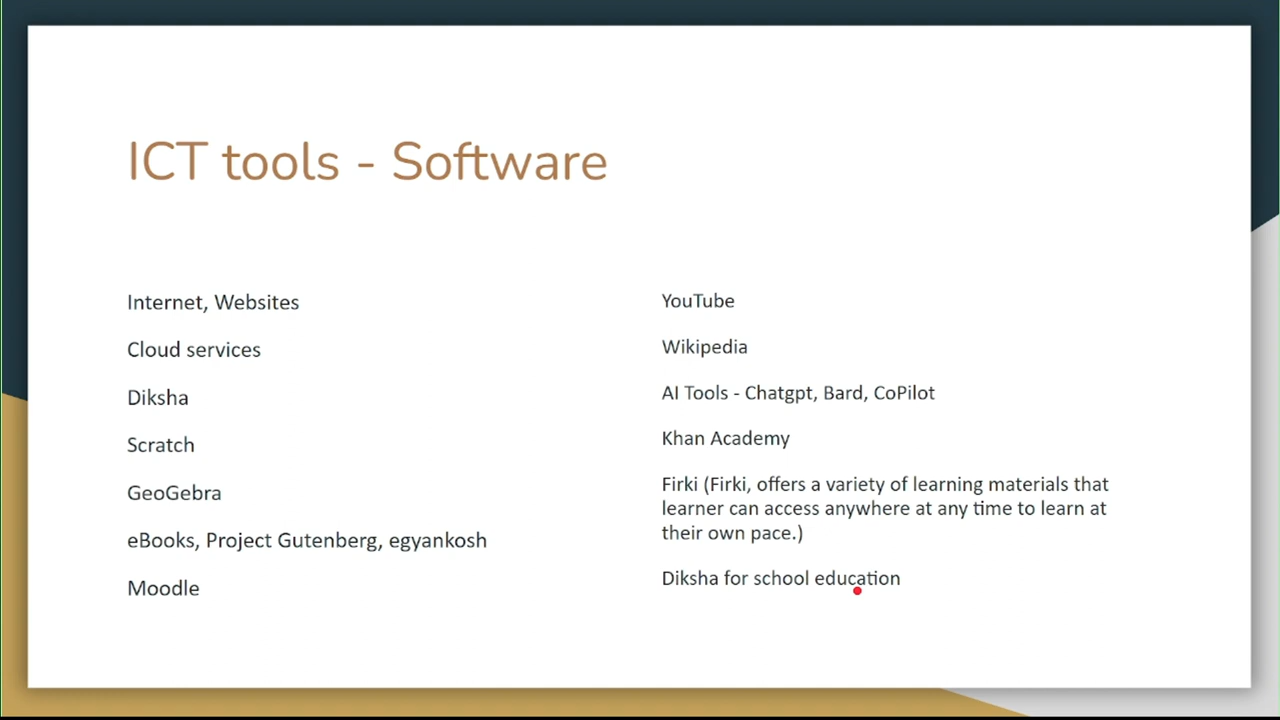 ICT tools - Software
Internet, Websites
Cloud services
Diksha
Scratch
GeoGebra
eBooks, Project Gutenberg, egyankosh
Moodle
YouTube
Wikipedia
AI Tools - Chatgpt, Bard, CoPilot
Khan Academy
Firki (Firki, offers a variety of learning materials that
learner can access anywhere at any time to learn at
their own pace.)
Diksha for school education